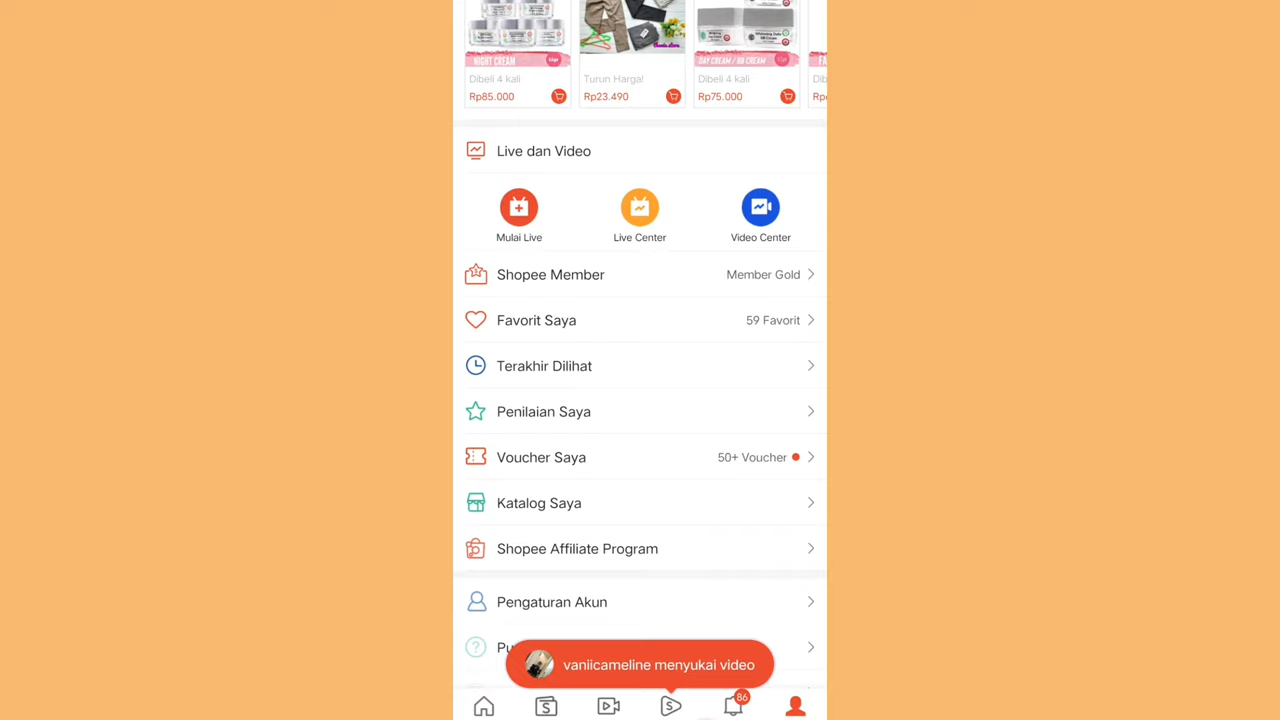 NIGHT CREAM
DAY CREAM / BB CREAM
Dibeli 4 kali
Turun Harga!
Dibeli 4 kali
Rp85.000
Rp23.490
Rp75.000
Live dan Video
Mulai Live
Live Center
Video Center
Shopee Member
Member Gold
Favorit Saya
59 Favorit
Terakhir Dilihat
Penilaian Saya
Voucher Saya
50+ Voucher
Katalog Saya
Shopee Affiliate Program
Pengaturan Akun
vaniicameline menyukai video
86